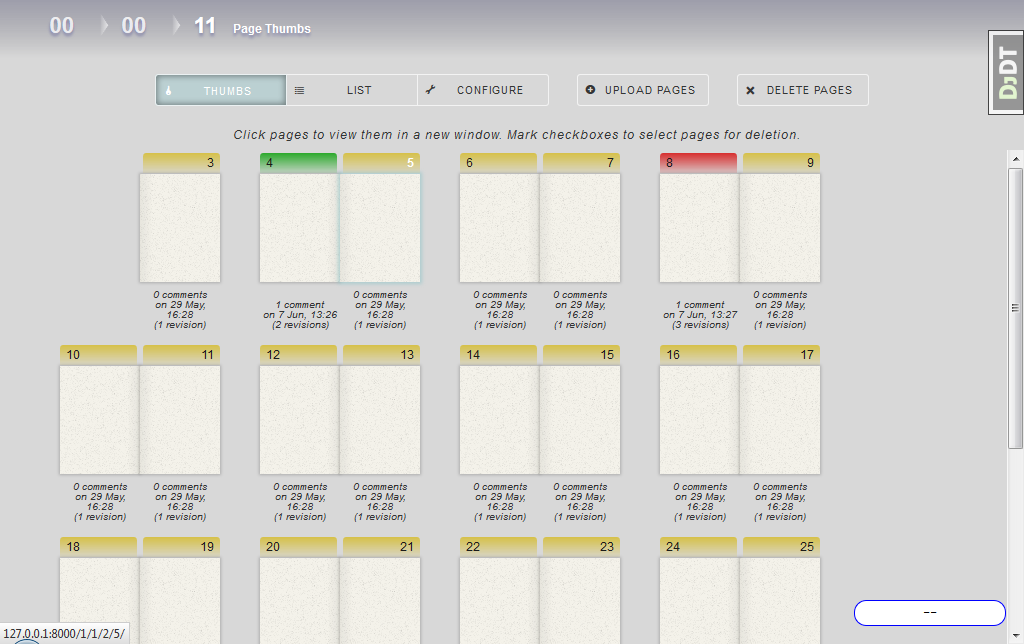 00 00 11 Page Thumbs
DjDT
THUMBS LIST CONFIGURE UPLOAD PAGES DELETE PAGES
Click pages to view them in a new window. Mark checkboxes to select pages for deletion.
3 4 5 6 7 8 9
0 comments
on 29 May,
16:28
(1 revision)
1 comment
on 7 Jun, 13:26
(2 revisions)
0 comments
on 29 May,
16:28
(1 revision)
0 comments
on 29 May,
16:28
(1 revision)
0 comments
on 29 May,
16:28
(1 revision)
1 comment
on 7 Jun, 13:27
(3 revisions)
0 comments
on 29 May,
16:28
(1 revision)
10 11 12 13 14 15 16 17
0 comments
on 29 May,
16:28
(1 revision)
0 comments
on 29 May,
16:28
(1 revision)
0 comments
on 29 May,
16:28
(1 revision)
0 comments
on 29 May,
16:28
(1 revision)
0 comments
on 29 May,
16:28
(1 revision)
0 comments
on 29 May,
16:28
(1 revision)
0 comments
on 29 May,
16:28
(1 revision)
0 comments
on 29 May,
16:28
(1 revision)
18 19 20 21 22 23 24 25
--
127.0.0.1:8000/1/1/2/5/